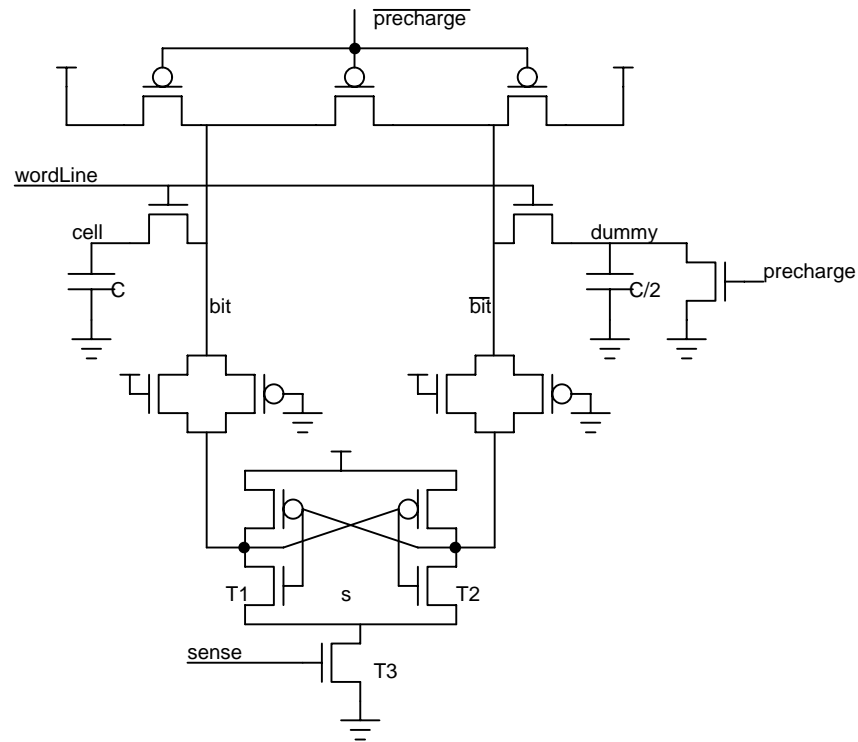 precharge
wordLine
cell
dummy
precharge
C
C/2
bit
bit
T1
s
T2
sense
T3